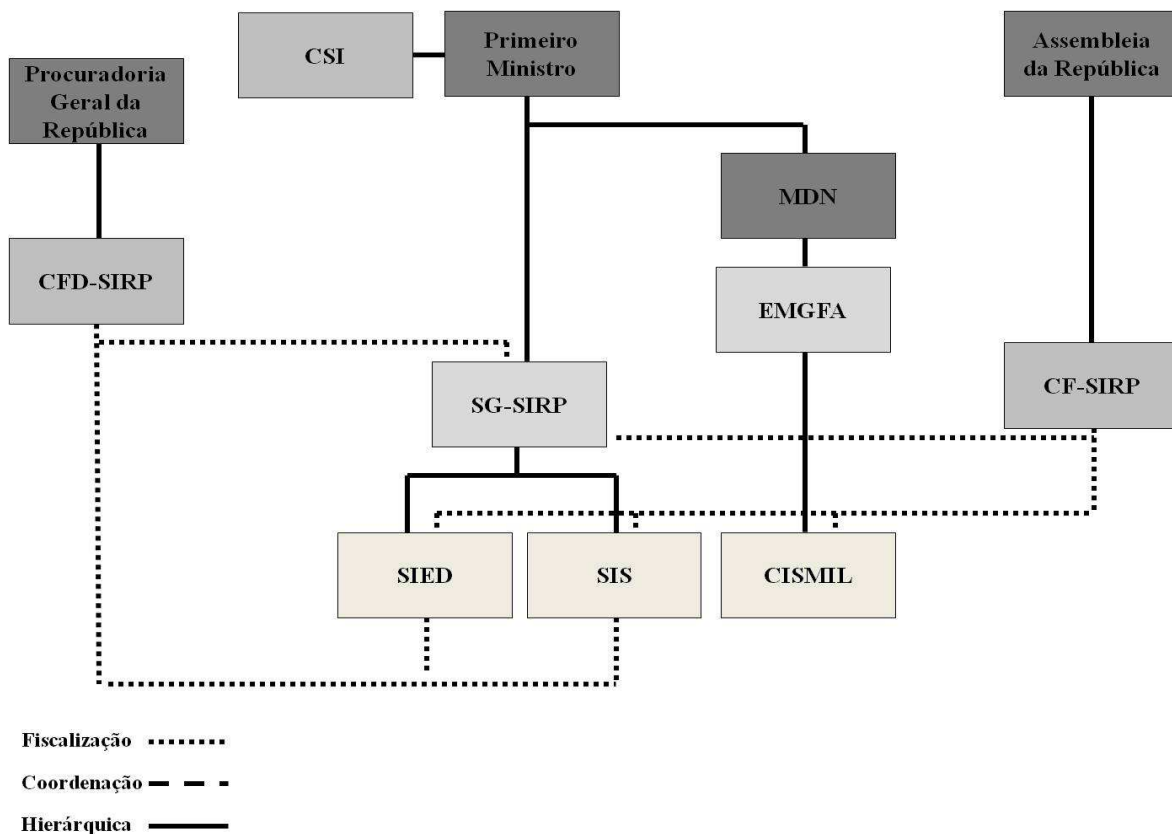 CSI
Primeiro
Ministro
Assembleia
da República
Procuradoria
Geral da
República
MDN
CFD-SIRP
EMGFA
SG-SIRP
CF-SIRP
SIED
SIS
CISMIL
Fiscalização
Coordenação
Hierárquica